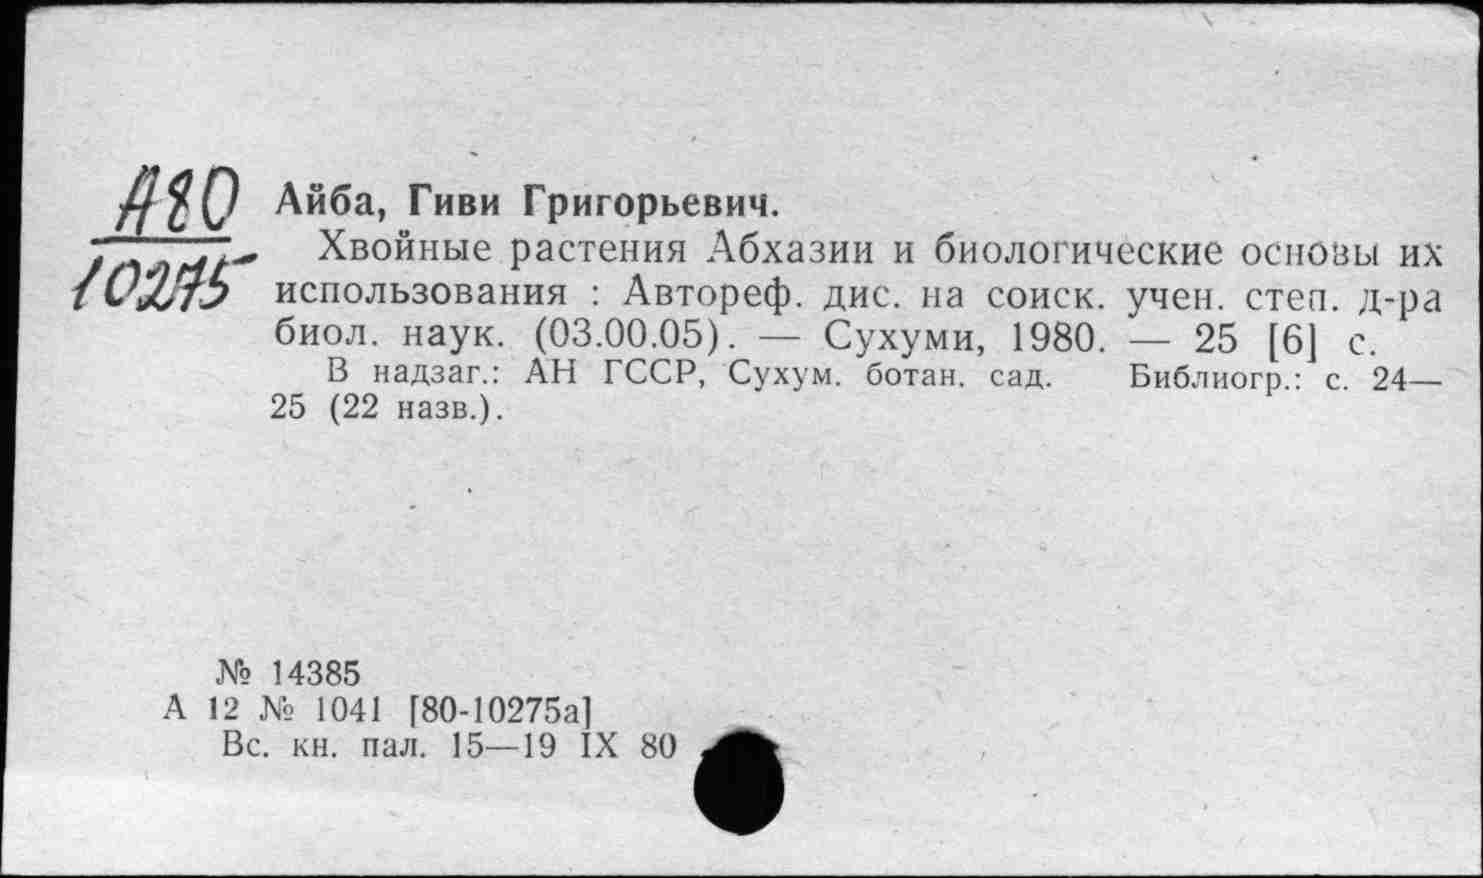 А80
10275
Айба, Гиви Григорьевич.
Хвойные растения Абхазии и биологические основы их
использования : Автореф. дис. на соиск. учен. степ. д-ра
биол. наук. (03.00.05). — Сухуми, 1980. — 25 [6] с.
В надзаг.: АН ГССР, Сухум. ботан. сад. Библиогр.: с. 24—
25 (22 назв.).
№ 14385
А 12 № 1041 [80-10275а]
Вс. кн. пал. 15—19 IX 80